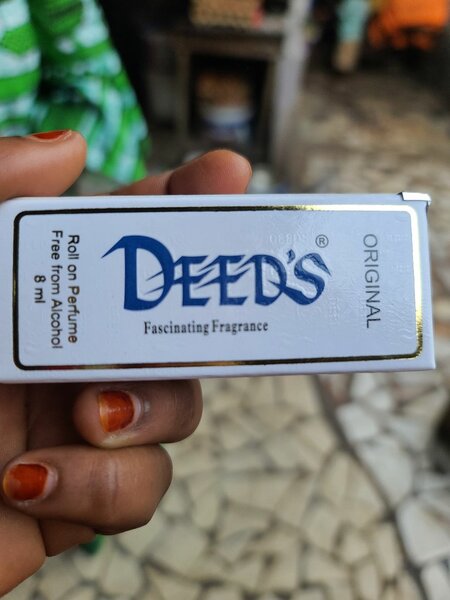 Roll on Perfume
Free from Alcohol
8 ml
DEED'S®
Fascinating Fragrance
ORIGINAL